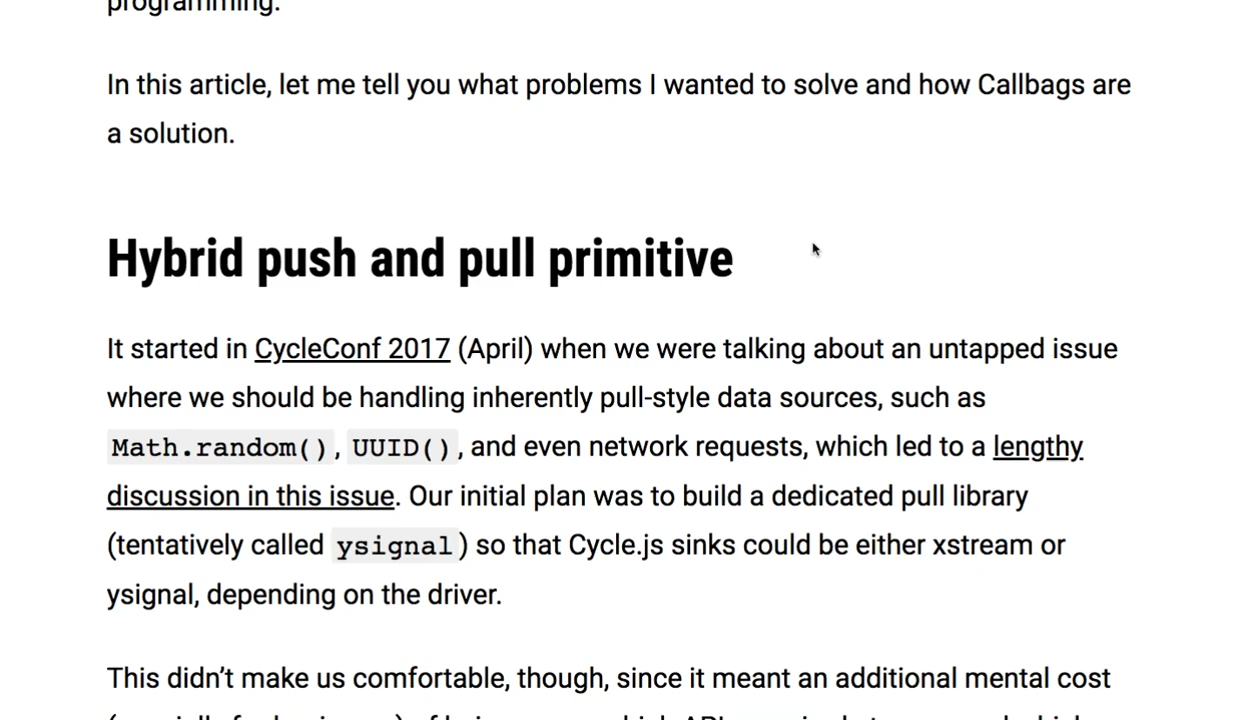 programming.
In this article, let me tell you what problems I wanted to solve and how Callbags are
a solution.
Hybrid push and pull primitive
It started in CycleConf 2017 (April) when we were talking about an untapped issue
where we should be handling inherently pull-style data sources, such as
Math.random(), UUID(), and even network requests, which led to a lengthy
discussion in this issue. Our initial plan was to build a dedicated pull library
(tentatively called ysignal) so that Cycle.js sinks could be either xstream or
ysignal, depending on the driver.
This didn’t make us comfortable, though, since it meant an additional mental cost